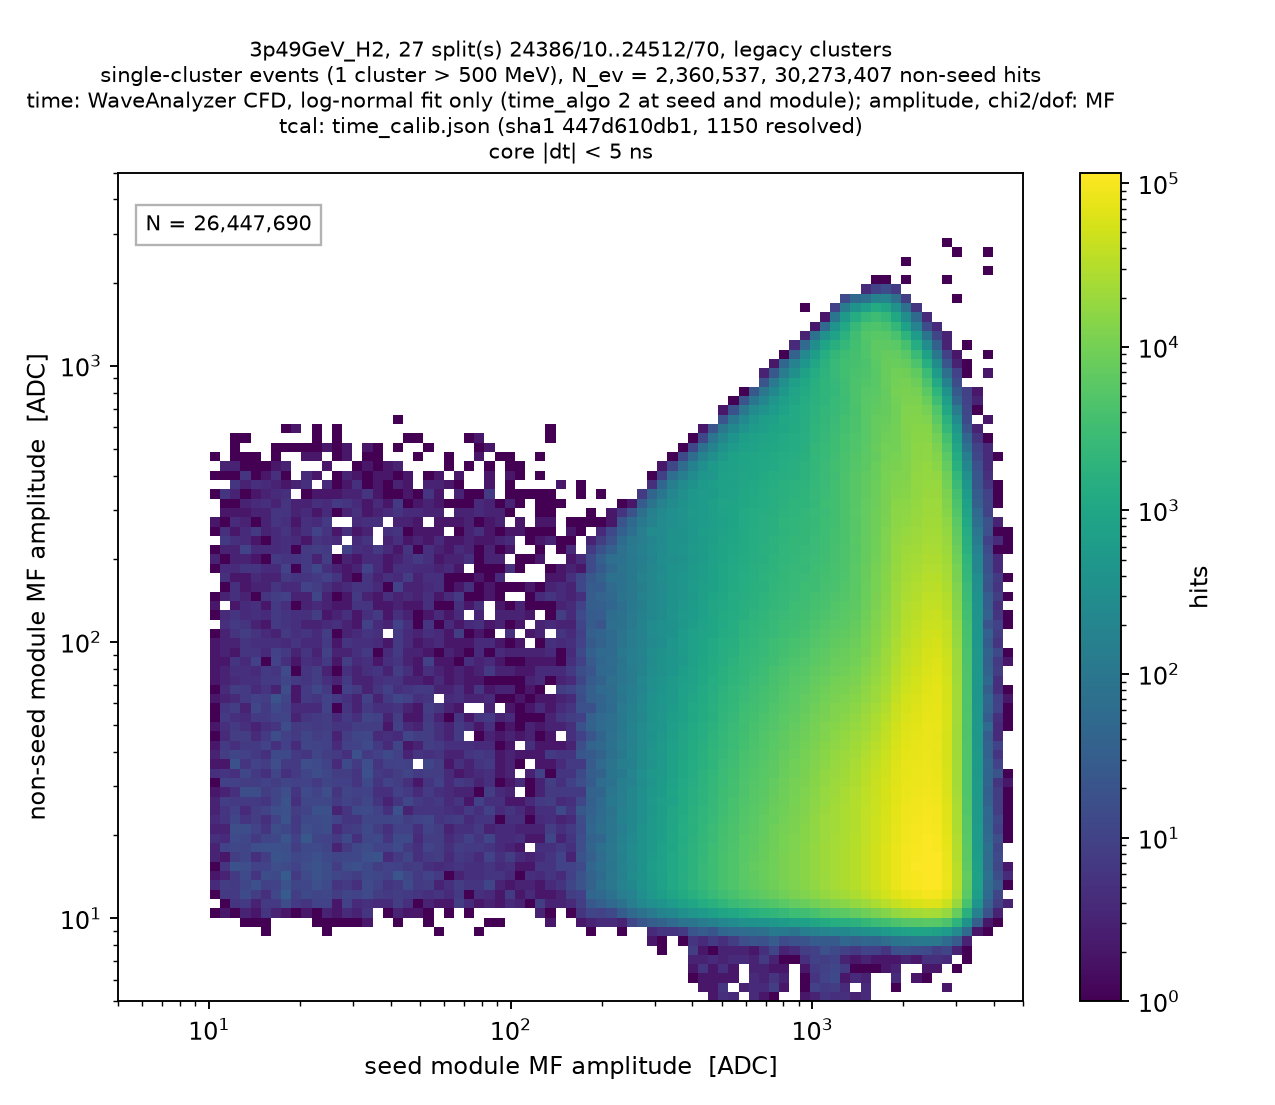 3p49GeV_H2, 27 split(s) 24386/10..24512/70, legacy clusters
single-cluster events (1 cluster > 500 MeV), N_ev = 2,360,537, 30,273,407 non-seed hits
time: WaveAnalyzer CFD, log-normal fit only (time_algo 2 at seed and module); amplitude, chi2/dof: MF
tcal: time_calib.json (sha1 447d610db1, 1150 resolved)
core |dt| < 5 ns
N = 26,447,690
non-seed module MF amplitude [ADC]
10³
10²
10¹
10¹
10²
10³
seed module MF amplitude [ADC]
10⁵
10⁴
10³
10²
10¹
10⁰
hits